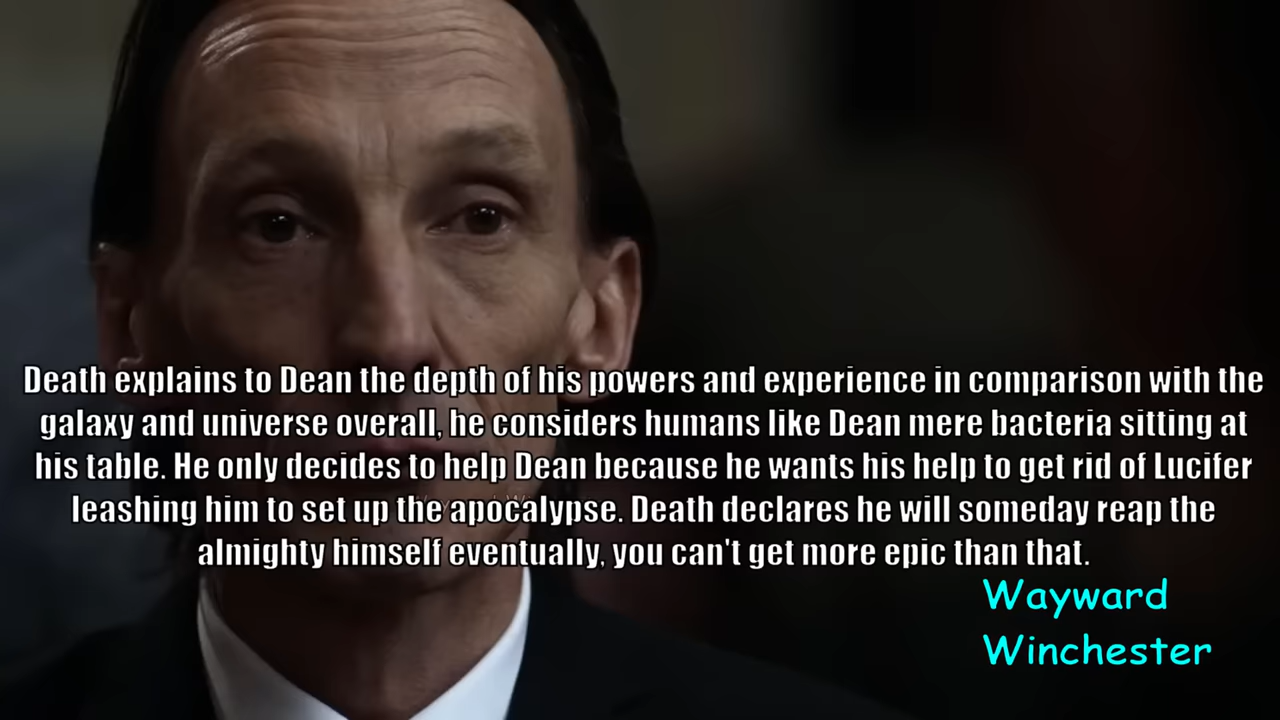 Death explains to Dean the depth of his powers and experience in comparison with the
galaxy and universe overall, he considers humans like Dean mere bacteria sitting at
his table. He only decides to help Dean because he wants his help to get rid of Lucifer
leashing him to set up the apocalypse. Death declares he will someday reap the
almighty himself eventually, you can't get more epic than that.
Wayward
Winchester